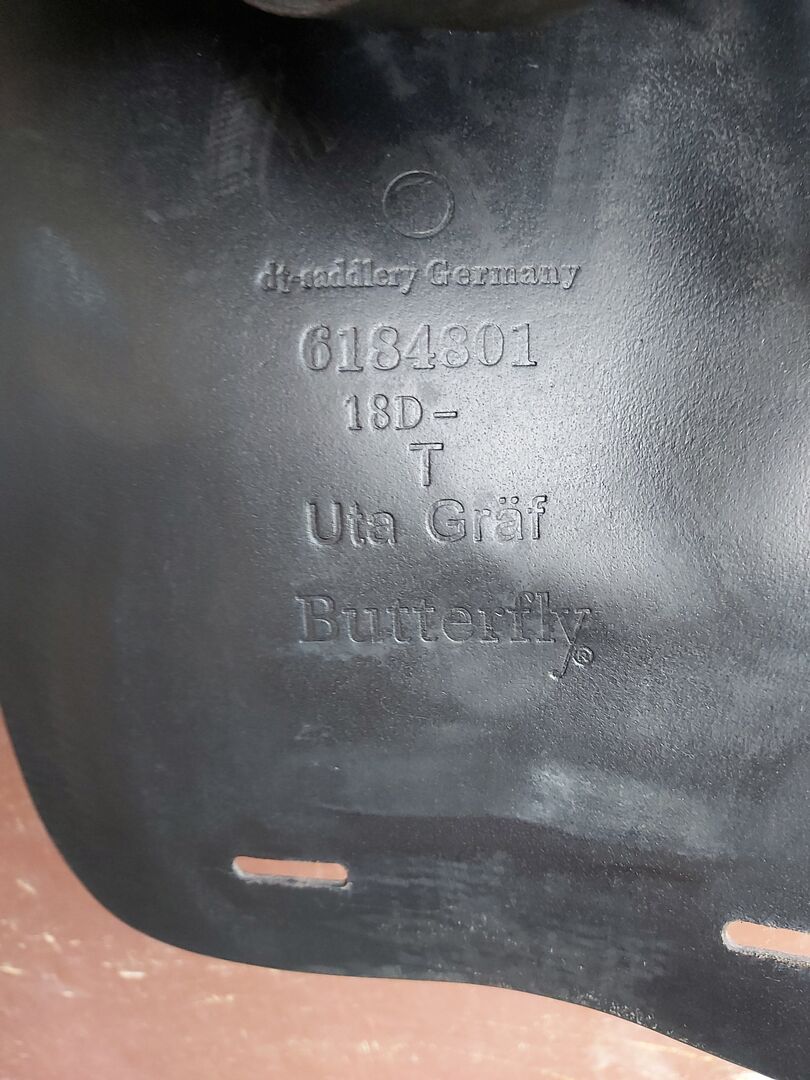 dt-saddlery Germany
6184801
18D-
T
Uta Gräf
Butterfly®